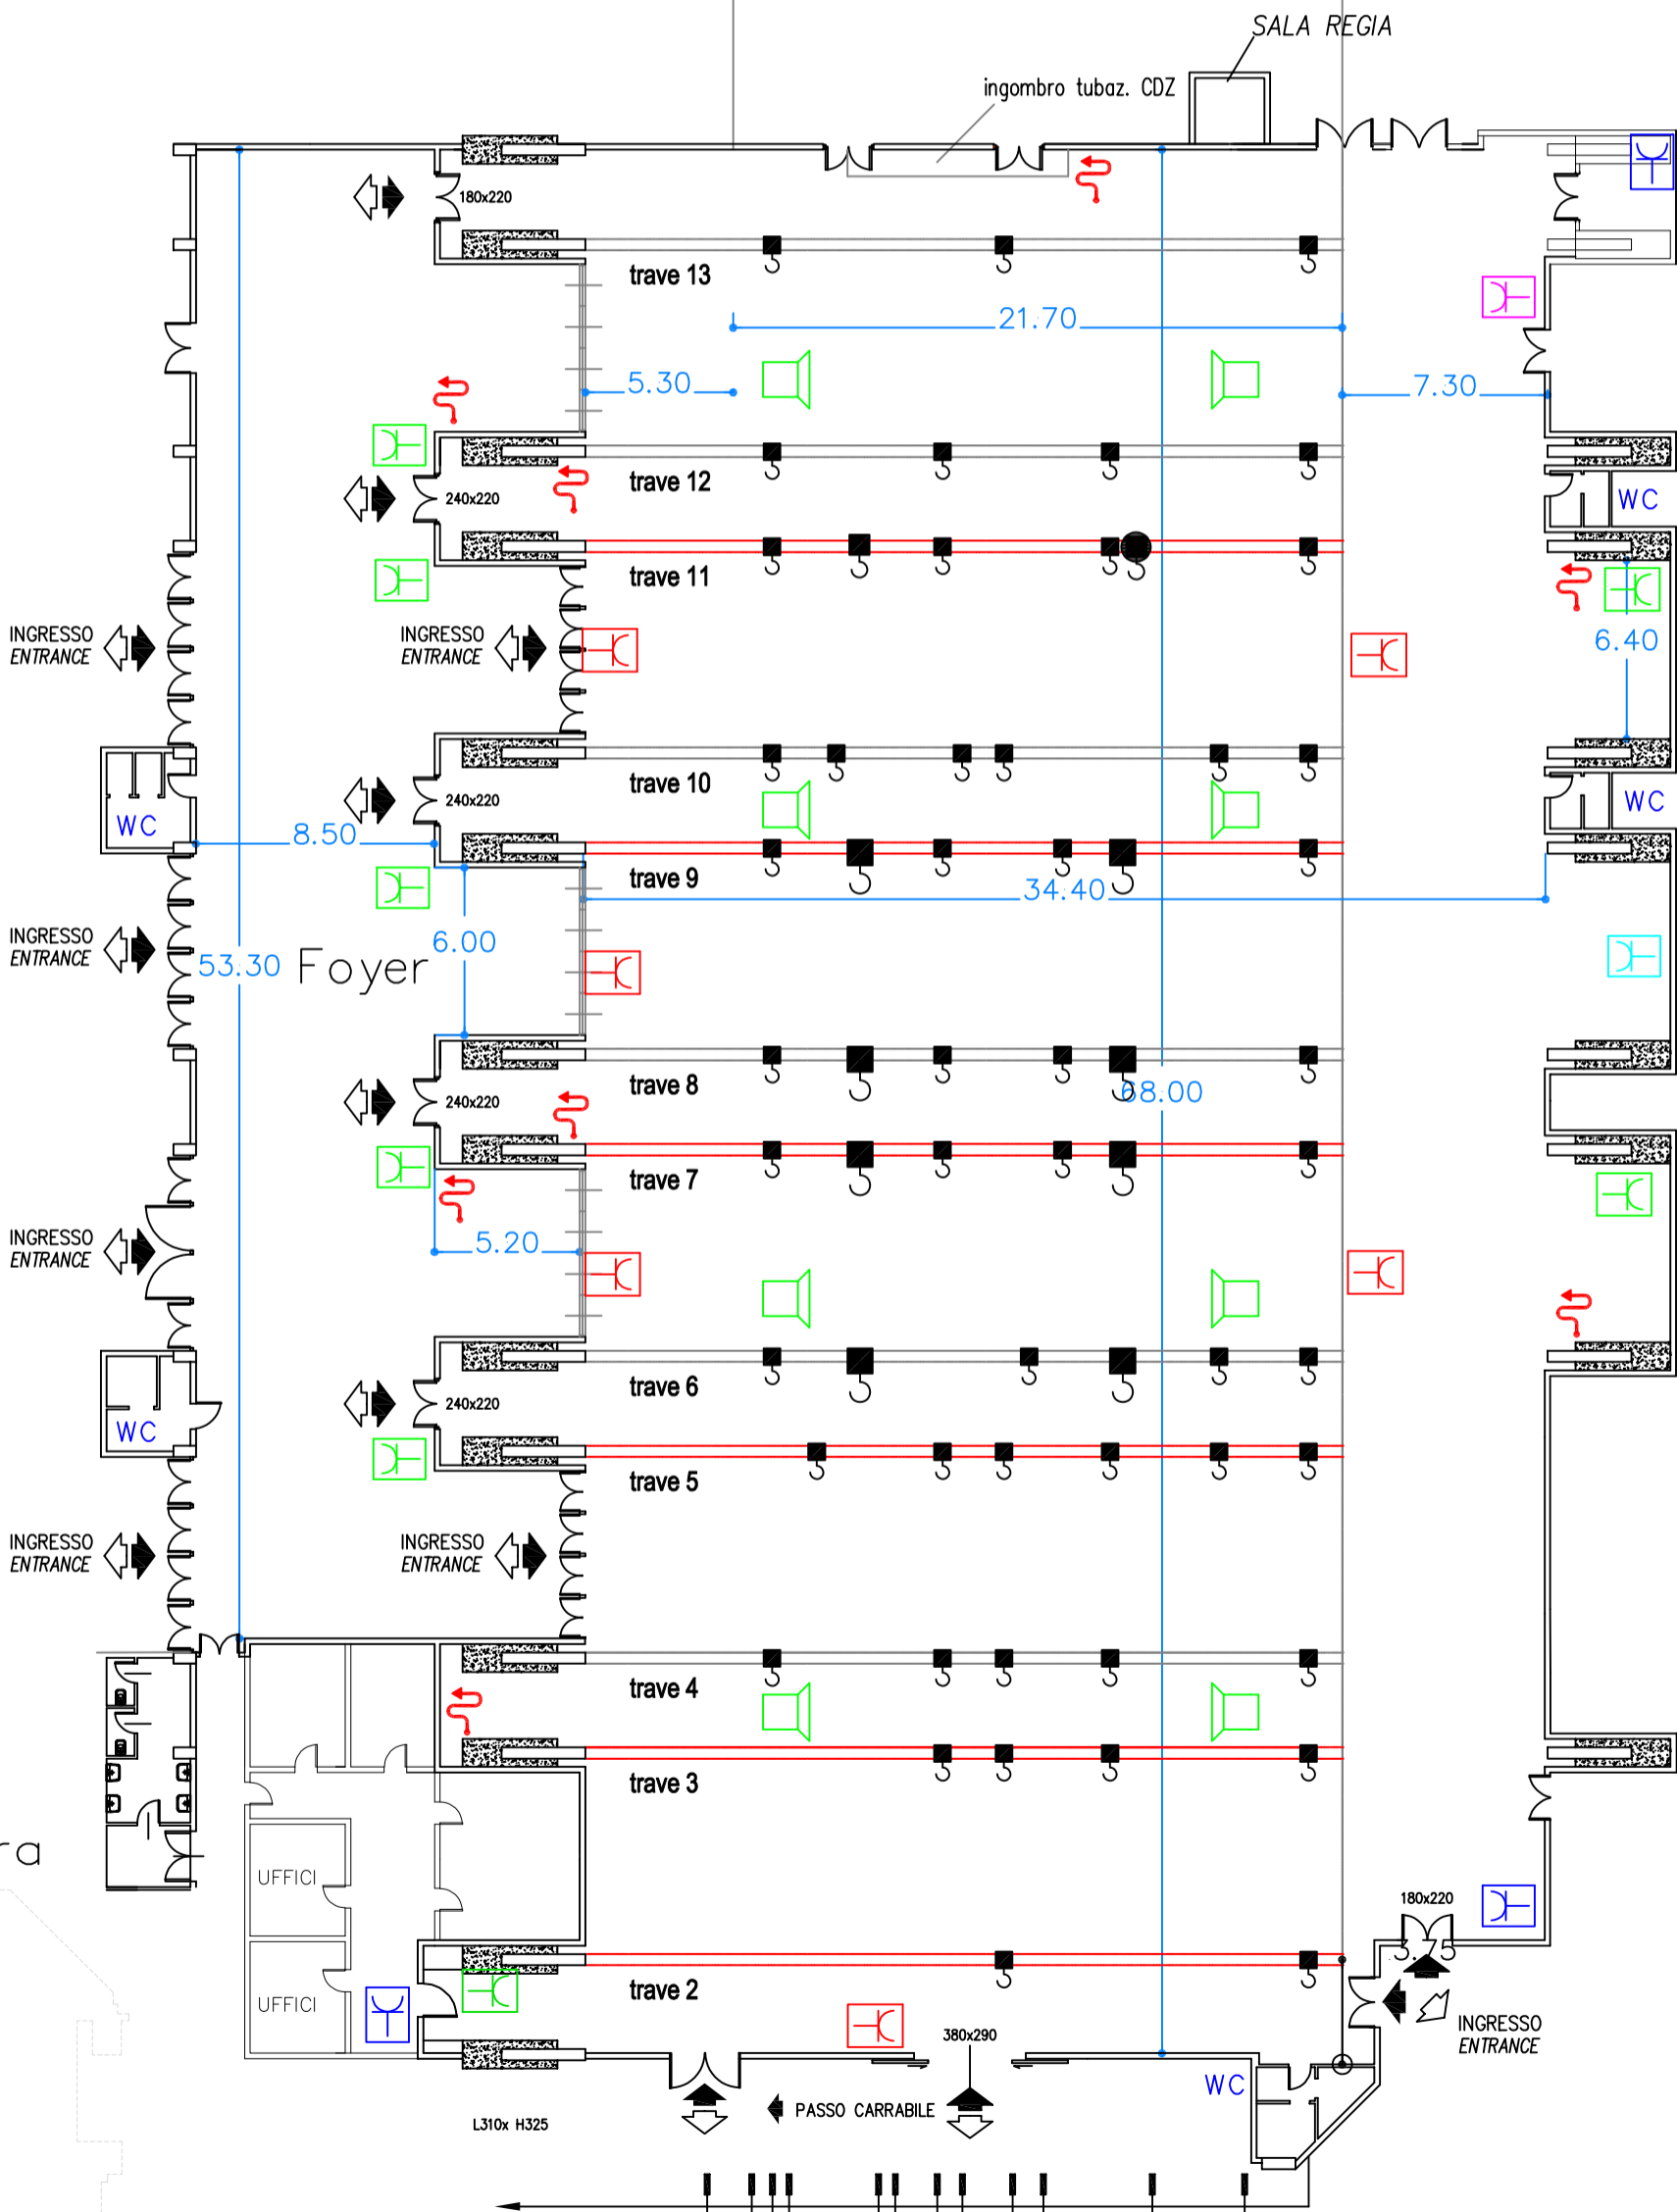 SALA REGIA
ingombro tubaz. CDZ
180x220
trave 13
21.70
5.30
7.30
trave 12
240x220
WC
trave 11
INGRESSO
ENTRANCE
INGRESSO
ENTRANCE
6.40
trave 10
240x220
WC
WC
8.50
trave 9
34.40
INGRESSO
ENTRANCE
6.00
53.30
Foyer
trave 8
240x220
68.00
trave 7
INGRESSO
ENTRANCE
5.20
trave 6
240x220
WC
trave 5
INGRESSO
ENTRANCE
INGRESSO
ENTRANCE
trave 4
trave 3
ra
UFFICI
180x220
3.75
trave 2
UFFICI
INGRESSO
ENTRANCE
380x290
WC
PASSO CARRABILE
L310x H325